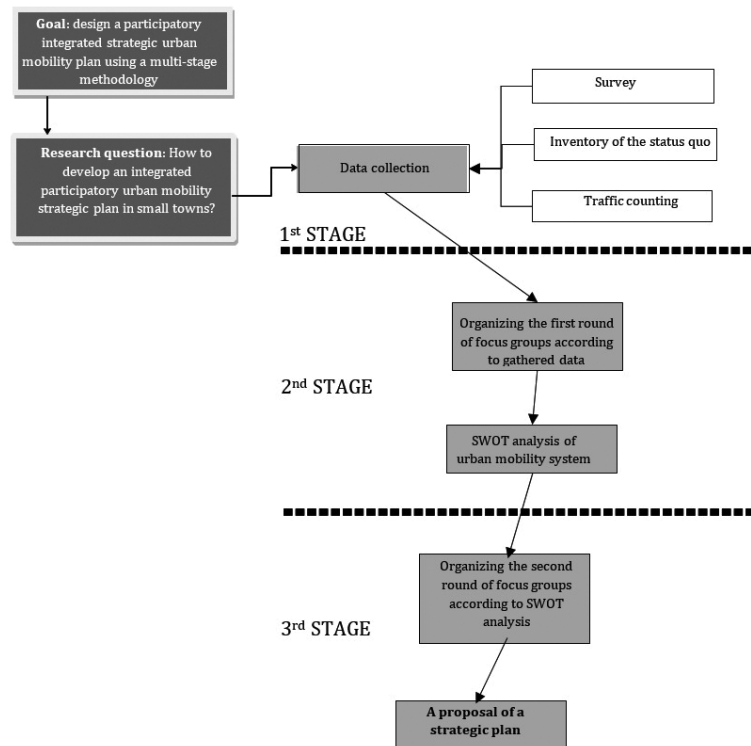 Goal: design a participatory
integrated strategic urban
mobility plan using a multi-stage
methodology
Research question: How to
develop an integrated
participatory urban mobility
strategic plan in small towns?
Data collection
Survey
Inventory of the status quo
Traffic counting
1st STAGE
Organizing the first round
of focus groups according
to gathered data
2nd STAGE
SWOT analysis of
urban mobility system
Organizing the second
round of focus groups
according to SWOT
analysis
3rd STAGE
A proposal of a
strategic plan